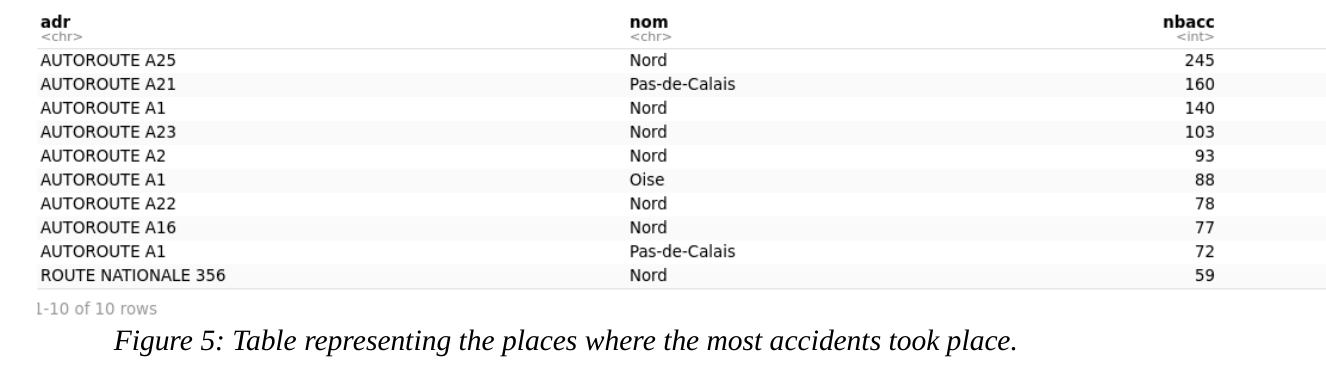 adr nom nbacc
<chr> <chr> <int>
AUTOROUTE A25 Nord 245
AUTOROUTE A21 Pas-de-Calais 160
AUTOROUTE A1 Nord 140
AUTOROUTE A23 Nord 103
AUTOROUTE A2 Nord 93
AUTOROUTE A1 Oise 88
AUTOROUTE A22 Nord 78
AUTOROUTE A16 Nord 77
AUTOROUTE A1 Pas-de-Calais 72
ROUTE NATIONALE 356 Nord 59
1-10 of 10 rows
Figure 5: Table representing the places where the most accidents took place.